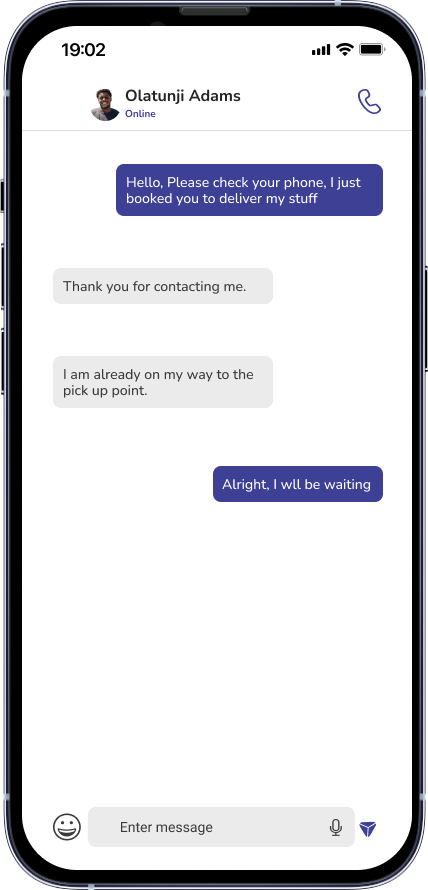 19:02
Olatunji Adams
Online
Hello, Please check your phone, I just
booked you to deliver my stuff
Thank you for contacting me.
I am already on my way to the
pick up point.
Alright, I wll be waiting
Enter message